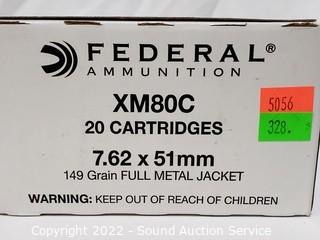 FEDERAL
AMMUNITION
XM80C
20 CARTRIDGES
5056
328.
7.62 x 51mm
149 Grain FULL METAL JACKET
WARNING: KEEP OUT OF REACH OF CHILDREN
Copyright 2022 - Sound Auction Service